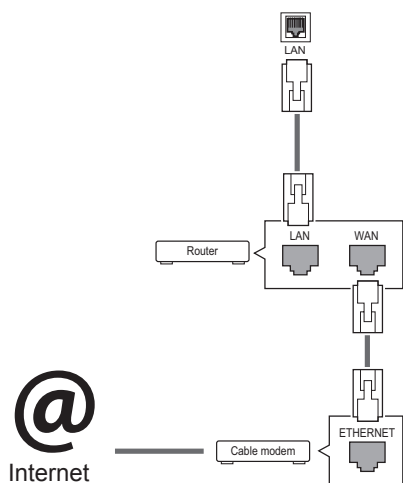 LAN
LAN WAN
Router
ETHERNET
@
Cable modem
Internet